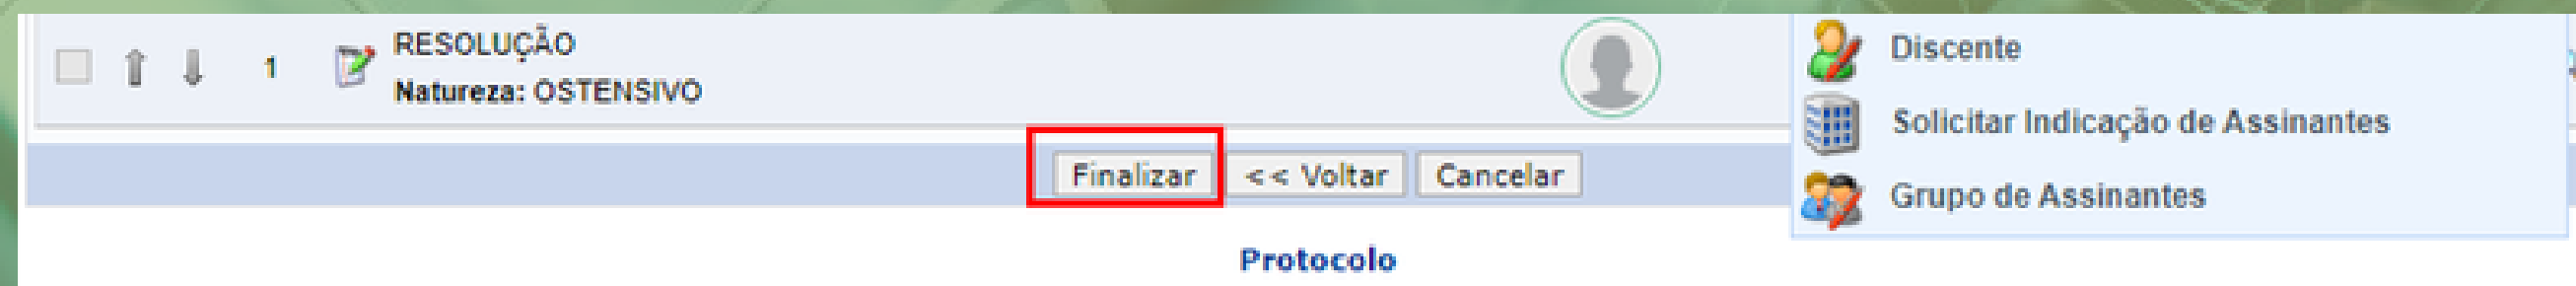 1
RESOLUÇÃO
Natureza: OSTENSIVO
Finalizar
<< Voltar
Cancelar
Protocolo
Discente
Solicitar Indicação de Assinantes
Grupo de Assinantes